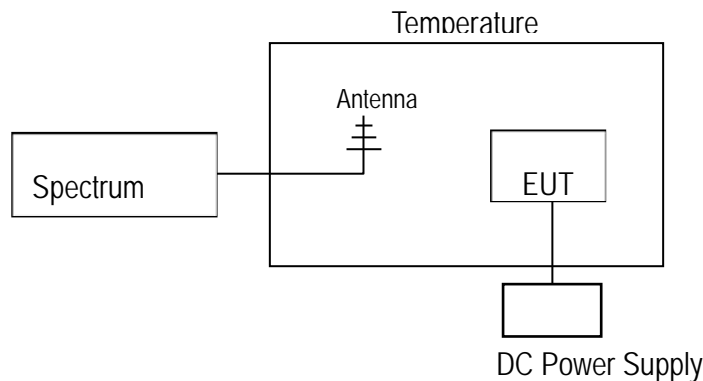 Temperature
Antenna
Spectrum
EUT
DC Power Supply